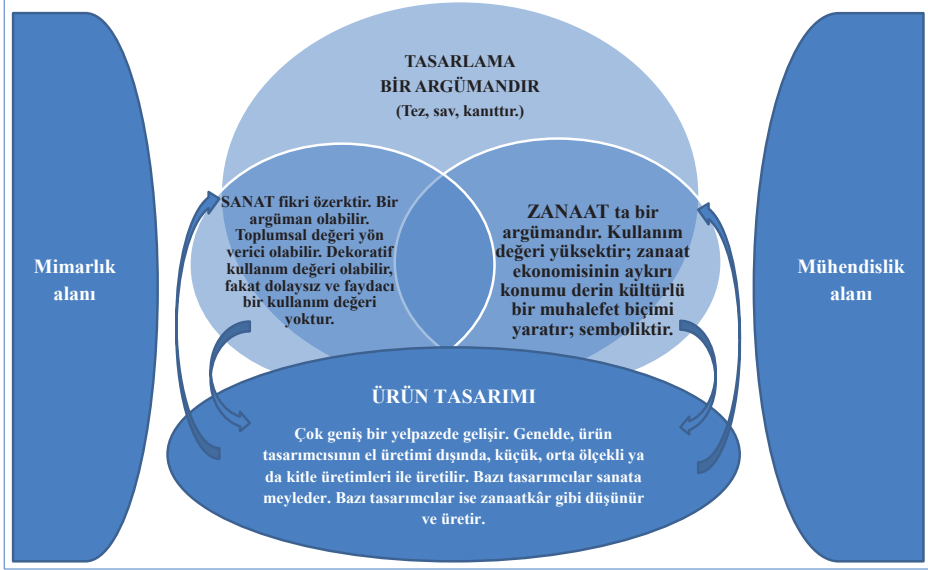 TASARLAMA
BİR ARGÜMANDIR
(Tez, sav, kanıttır.)
SANAT fikri özerktir. Bir
argüman olabilir.
Toplumsal değeri yön
verici olabilir. Dekoratif
kullanım değeri olabilir,
fakat dolaysız ve faydacı
bir kullanım değeri
yoktur.
ZANAAT ta bir
argümandır. Kullanım
değeri yüksektir; zanaat
ekonomisinin aykırı
konumu derin kültürlü
bir muhalefet biçimi
yaratır; semboliktir.
Mimarlık
alanı
Mühendislik
alanı
ÜRÜN TASARIMI
Çok geniş bir yelpazede gelişir. Genelde, ürün
tasarımcısının el üretimi dışında, küçük, orta ölçekli ya
da kitle üretimleri ile üretilir. Bazı tasarımcılar sanata
meyleder. Bazı tasarımcılar ise zanaatkâr gibi düşünür
ve üretir.